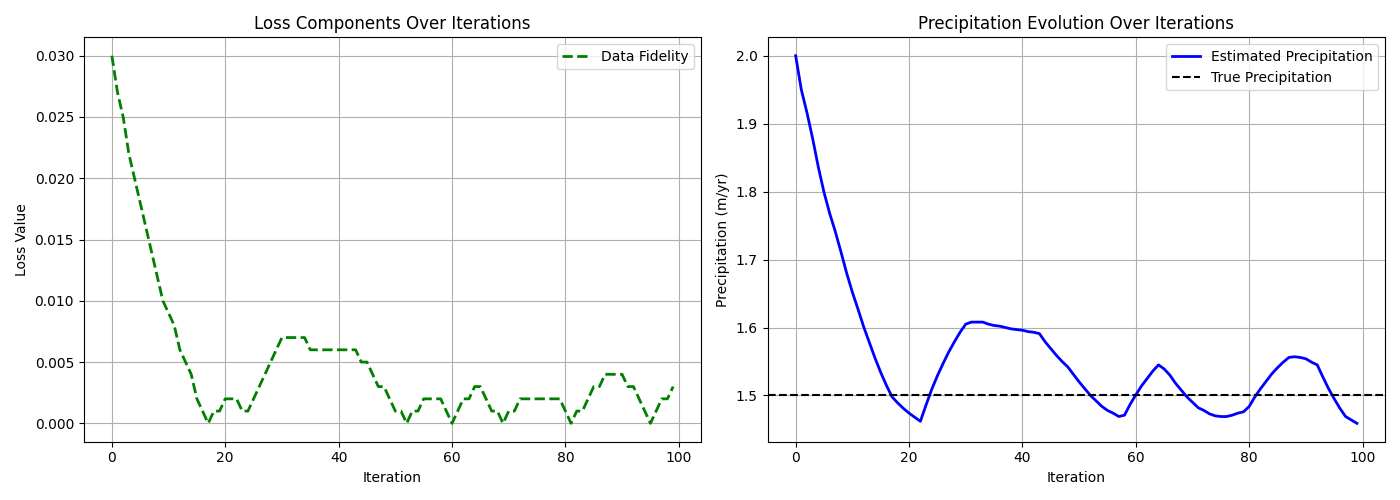 Loss Components Over Iterations
Data Fidelity
0.030
0.025
0.020
0.015
0.010
0.005
0.000
Loss Value
0 20 40 60 80 100
Iteration
Precipitation Evolution Over Iterations
Estimated Precipitation
True Precipitation
2.0
1.9
1.8
1.7
1.6
1.5
Precipitation (m/yr)
0 20 40 60 80 100
Iteration